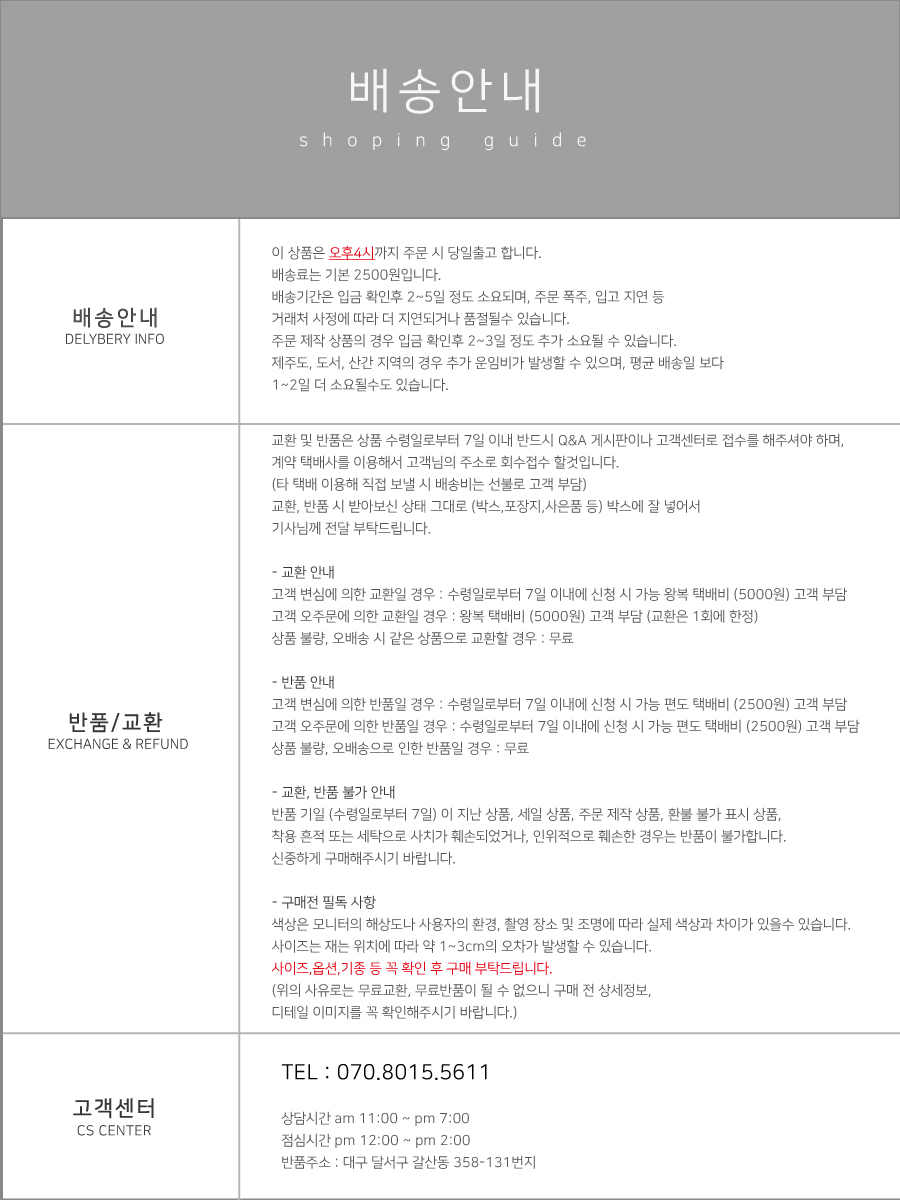 배송안내
shoping guide
배송안내
DELYBERY INFO
이 상품은 오후4시까지 주문 시 당일출고 합니다.
배송료는 기본 2500원입니다.
배송기간은 입금 확인후 2~5일 정도 소요되며, 주문 폭주, 입고 지연 등
거래처 사정에 따라 더 지연되거나 품절될수 있습니다.
주문 제작 상품의 경우 입금 확인후 2~3일 정도 추가 소요될 수 있습니다.
제주도, 도서, 산간 지역의 경우 추가 운임비가 발생할 수 있으며, 평균 배송일 보다
1~2일 더 소요될수도 있습니다.
반품/교환
EXCHANGE & REFUND
교환 및 반품은 상품 수령일로부터 7일 이내 반드시 Q&A 게시판이나 고객센터로 접수를 해주셔야 하며,
계약 택배사를 이용해서 고객님의 주소로 회수접수 할것입니다.
(타 택배 이용해 직접 보낼 시 배송비는 선불로 고객 부담)
교환, 반품 시 받아보신 상태 그대로 (박스,포장지,사은품 등) 박스에 잘 넣어서
기사님께 전달 부탁드립니다.
- 교환 안내
고객 변심에 의한 교환일 경우 : 수령일로부터 7일 이내에 신청 시 가능 왕복 택배비 (5000원) 고객 부담
고객 오주문에 의한 교환일 경우 : 왕복 택배비 (5000원) 고객 부담 (교환은 1회에 한정)
상품 불량, 오배송 시 같은 상품으로 교환할 경우 : 무료
- 반품 안내
고객 변심에 의한 반품일 경우 : 수령일로부터 7일 이내에 신청 시 가능 편도 택배비 (2500원) 고객 부담
고객 오주문에 의한 반품일 경우 : 수령일로부터 7일 이내에 신청 시 가능 편도 택배비 (2500원) 고객 부담
상품 불량, 오배송으로 인한 반품일 경우 : 무료
- 교환, 반품 불가 안내
반품 기일 (수령일로부터 7일) 이 지난 상품, 세일 상품, 주문 제작 상품, 환불 불가 표시 상품,
착용 흔적 또는 세탁으로 사치가 훼손되었거나, 인위적으로 훼손한 경우는 반품이 불가합니다.
신중하게 구매해주시기 바랍니다.
- 구매전 필독 사항
색상은 모니터의 해상도나 사용자의 환경, 촬영 장소 및 조명에 따라 실제 색상과 차이가 있을수 있습니다.
사이즈는 재는 위치에 따라 약 1~3cm의 오차가 발생할 수 있습니다.
사이즈,옵션,기종 등 꼭 확인 후 구매 부탁드립니다.
(위의 사유로는 무료교환, 무료반품이 될 수 없으니 구매 전 상세정보,
디테일 이미지를 꼭 확인해주시기 바랍니다.)
고객센터
CS CENTER
TEL : 070.8015.5611
상담시간 am 11:00 ~ pm 7:00
점심시간 pm 12:00 ~ pm 2:00
반품주소 : 대구 달서구 갈산동 358-131번지